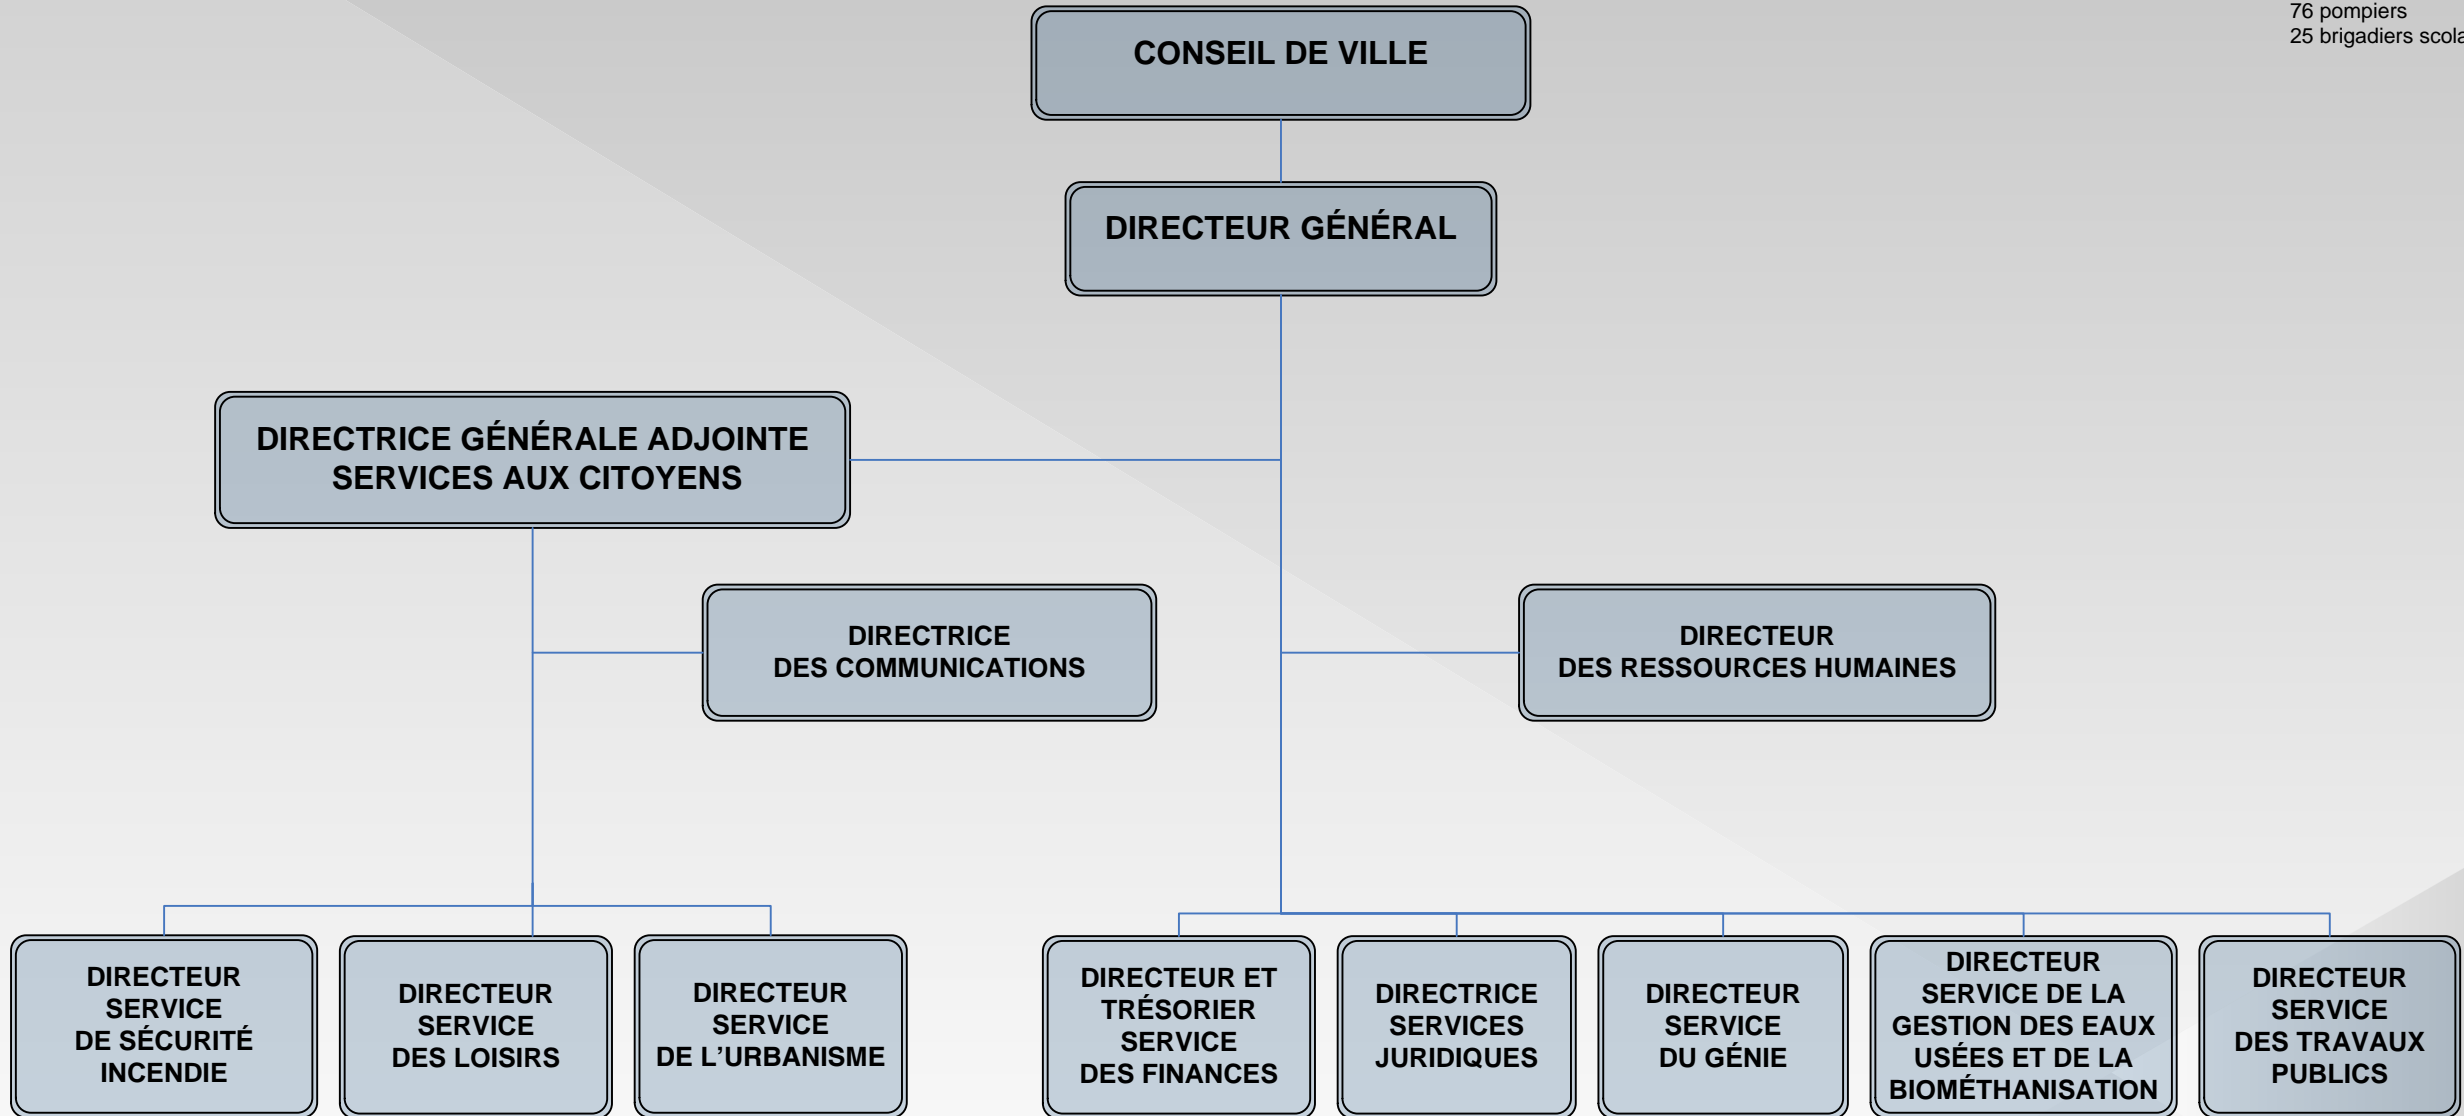 76 pompiers
25 brigadiers
CONSEIL DE VILLE
DIRECTEUR GÉNÉRAL
DIRECTRICE GÉNÉRALE ADJOINTE
SERVICES AUX CITOYENS
DIRECTRICE
DES COMMUNICATIONS
DIRECTEUR
DES RESSOURCES HUMAINES
DIRECTEUR
SERVICE
DE SÉCURITÉ
INCENDIE
DIRECTEUR
SERVICE
DES LOISIRS
DIRECTEUR
SERVICE
DE L’URBANISME
DIRECTEUR ET
TRÉSORIER
SERVICE
DES FINANCES
DIRECTRICE
SERVICES
JURIDIQUES
DIRECTEUR
SERVICE
DU GÉNIE
DIRECTEUR
SERVICE DE LA
GESTION DES EAUX
USÉES ET DE LA
BIOMÉTHANISATION
DIRECTEUR
SERVICE
DES TRAVAUX
PUBLICS